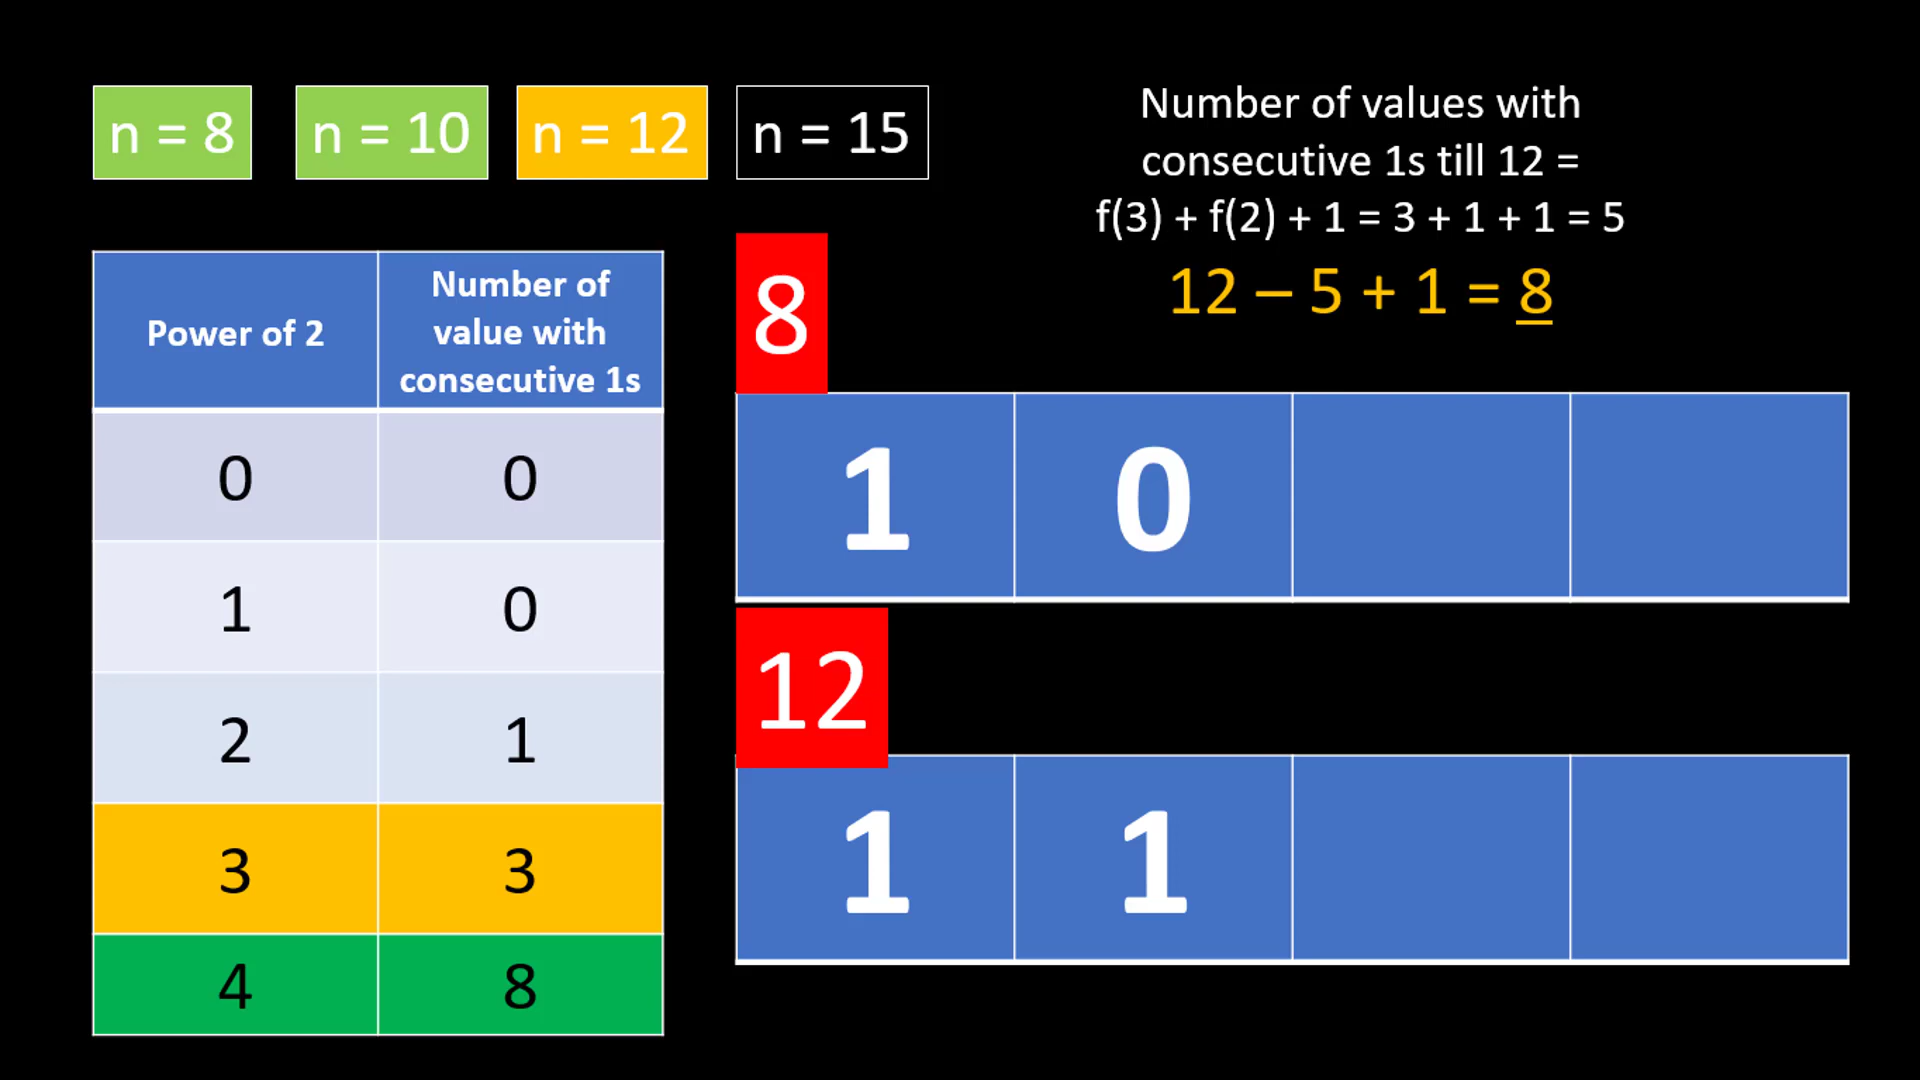 n = 8 n = 10 n = 12 n = 15
Number of values with
consecutive 1s till 12 =
f(3) + f(2) + 1 = 3 + 1 + 1 = 5
12 – 5 + 1 = 8
Power of 2
Number of
value with
consecutive 1s
0 0
1 0
2 1
3 3
4 8
8
1 0
12
1 1